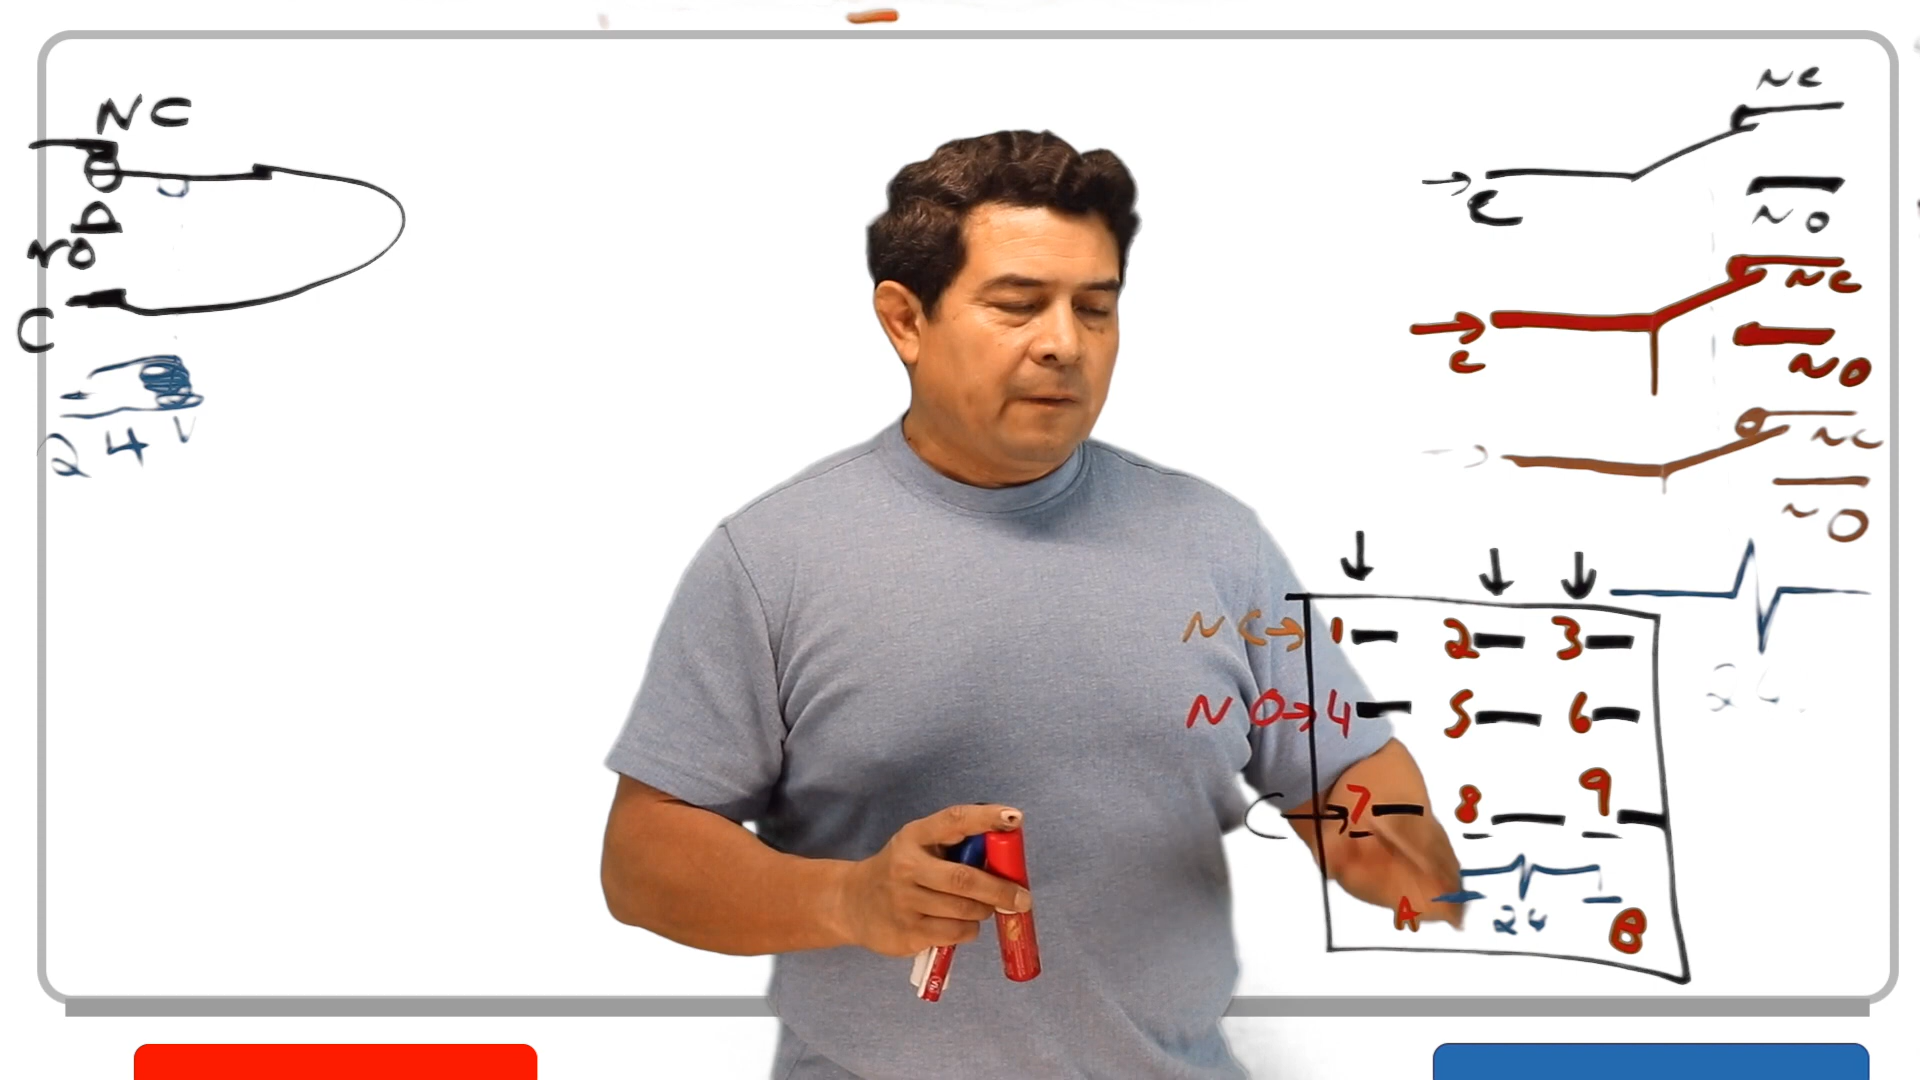 NC
NO
C
24V
NC
C
NO
NC
C
NO
NC
NO
NC→ 1 2 3
NO→ 4 5 6
C→ 7 8 9
A 24 B